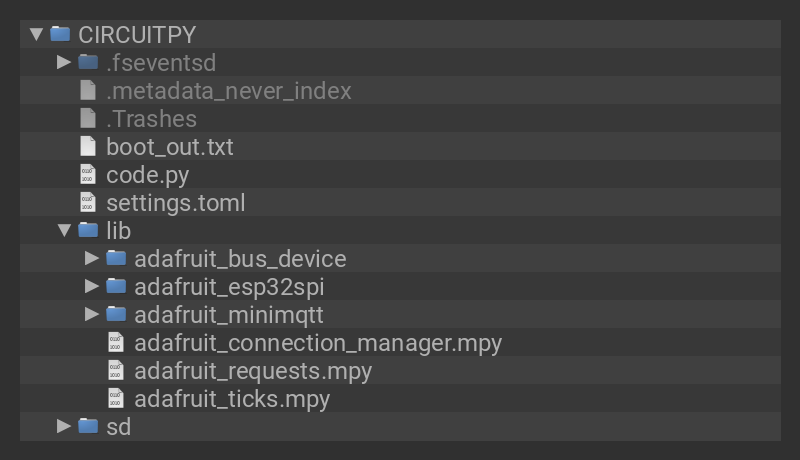 CIRCUITPY
.fseventsd
.metadata_never_index
.Trashes
boot_out.txt
code.py
settings.toml
lib
adafruit_bus_device
adafruit_esp32spi
adafruit_minimqtt
adafruit_connection_manager.mpy
adafruit_requests.mpy
adafruit_ticks.mpy
sd